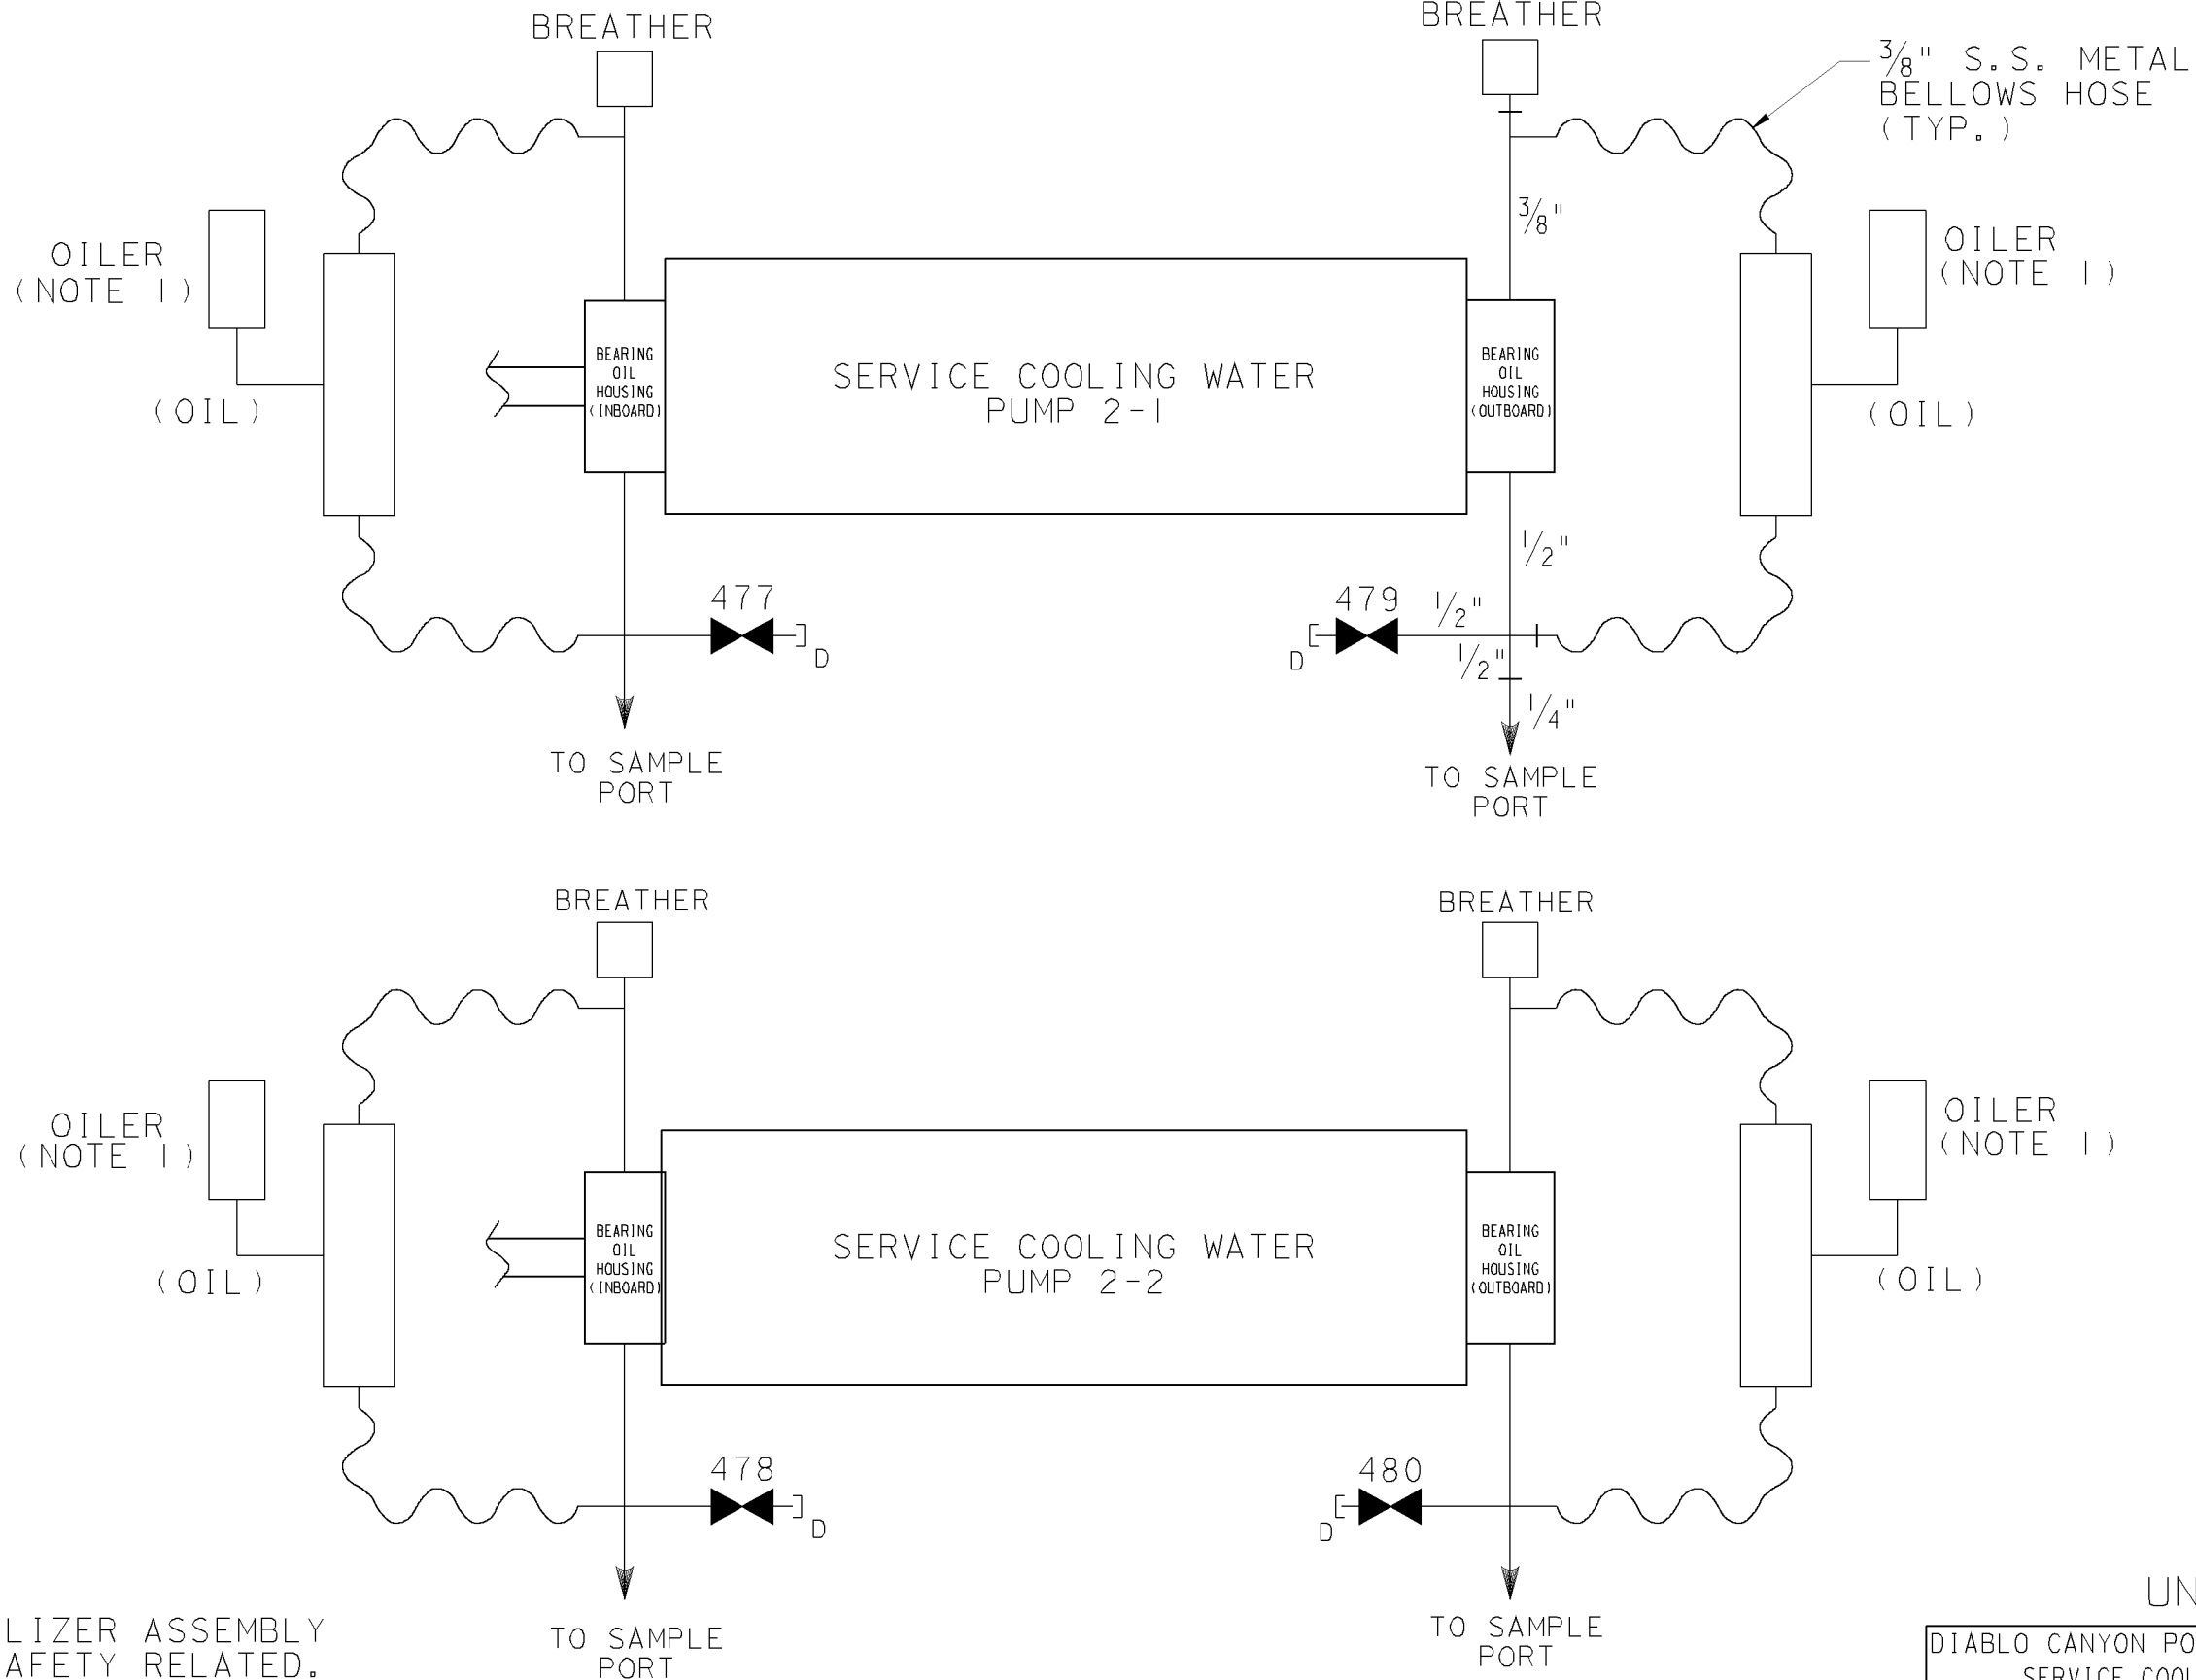 BREATHER
BREATHER
3/8" S.S. METAL
BELLOWS HOSE
(TYP.)
3/8"
OILER
(NOTE 1)
OILER
(NOTE 1)
BEARING
OIL
HOUSING
(INBOARD)
SERVICE COOLING WATER
PUMP 2-1
BEARING
OIL
HOUSING
(OUTBOARD)
(OIL)
(OIL)
1/2"
477
D
479
D
1/2"
1/2"
1/4"
TO SAMPLE
PORT
TO SAMPLE
PORT
BREATHER
BREATHER
OILER
(NOTE 1)
OILER
(NOTE 1)
BEARING
OIL
HOUSING
(INBOARD)
SERVICE COOLING WATER
PUMP 2-2
BEARING
OIL
HOUSING
(OUTBOARD)
(OIL)
(OIL)
478
D
480
D
TO SAMPLE
PORT
TO SAMPLE
PORT
LIZER ASSEMBLY
AFETY RELATED.
UN
DIABLO CANYON PO
SERVICE COOL